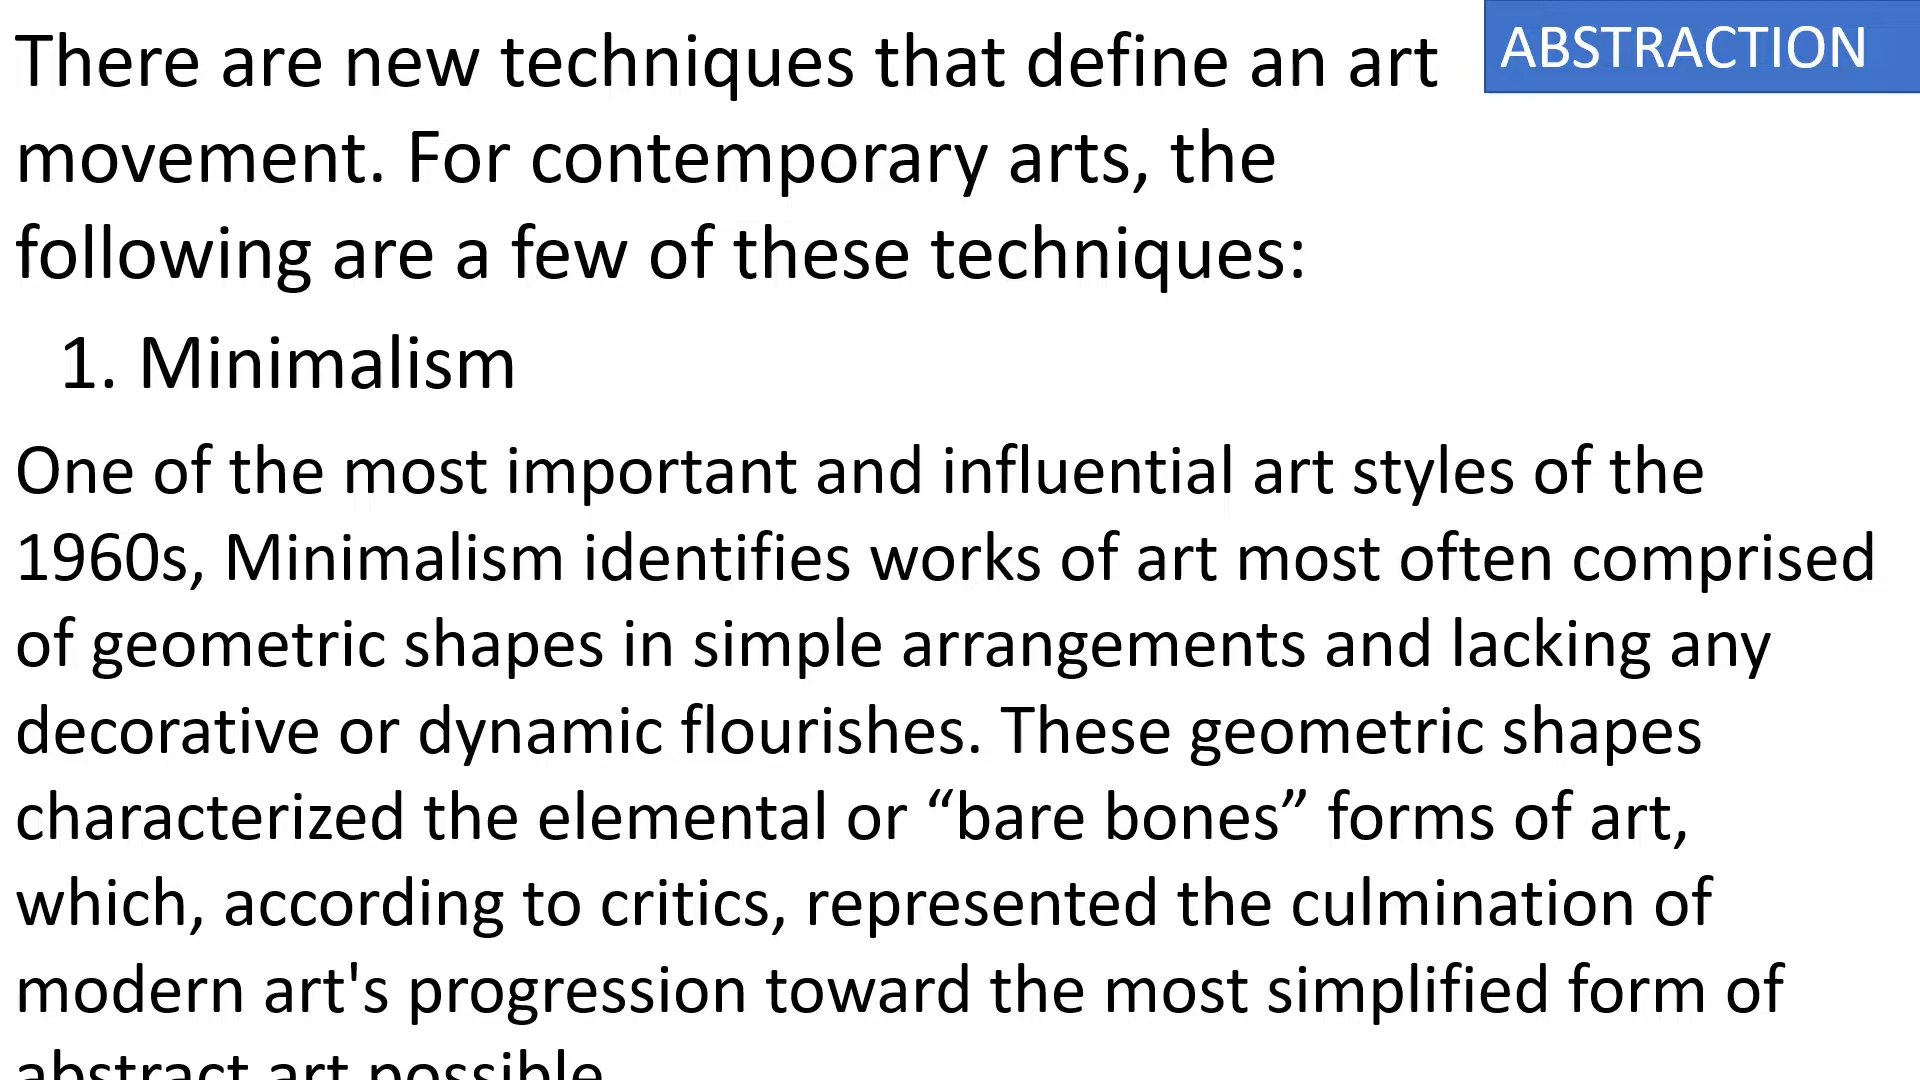 There are new techniques that define an art
ABSTRACTION
movement. For contemporary arts, the
following are a few of these techniques:
1. Minimalism
One of the most important and influential art styles of the
1960s, Minimalism identifies works of art most often comprised
of geometric shapes in simple arrangements and lacking any
decorative or dynamic flourishes. These geometric shapes
characterized the elemental or “bare bones” forms of art,
which, according to critics, represented the culmination of
modern art's progression toward the most simplified form of
abstract art possible